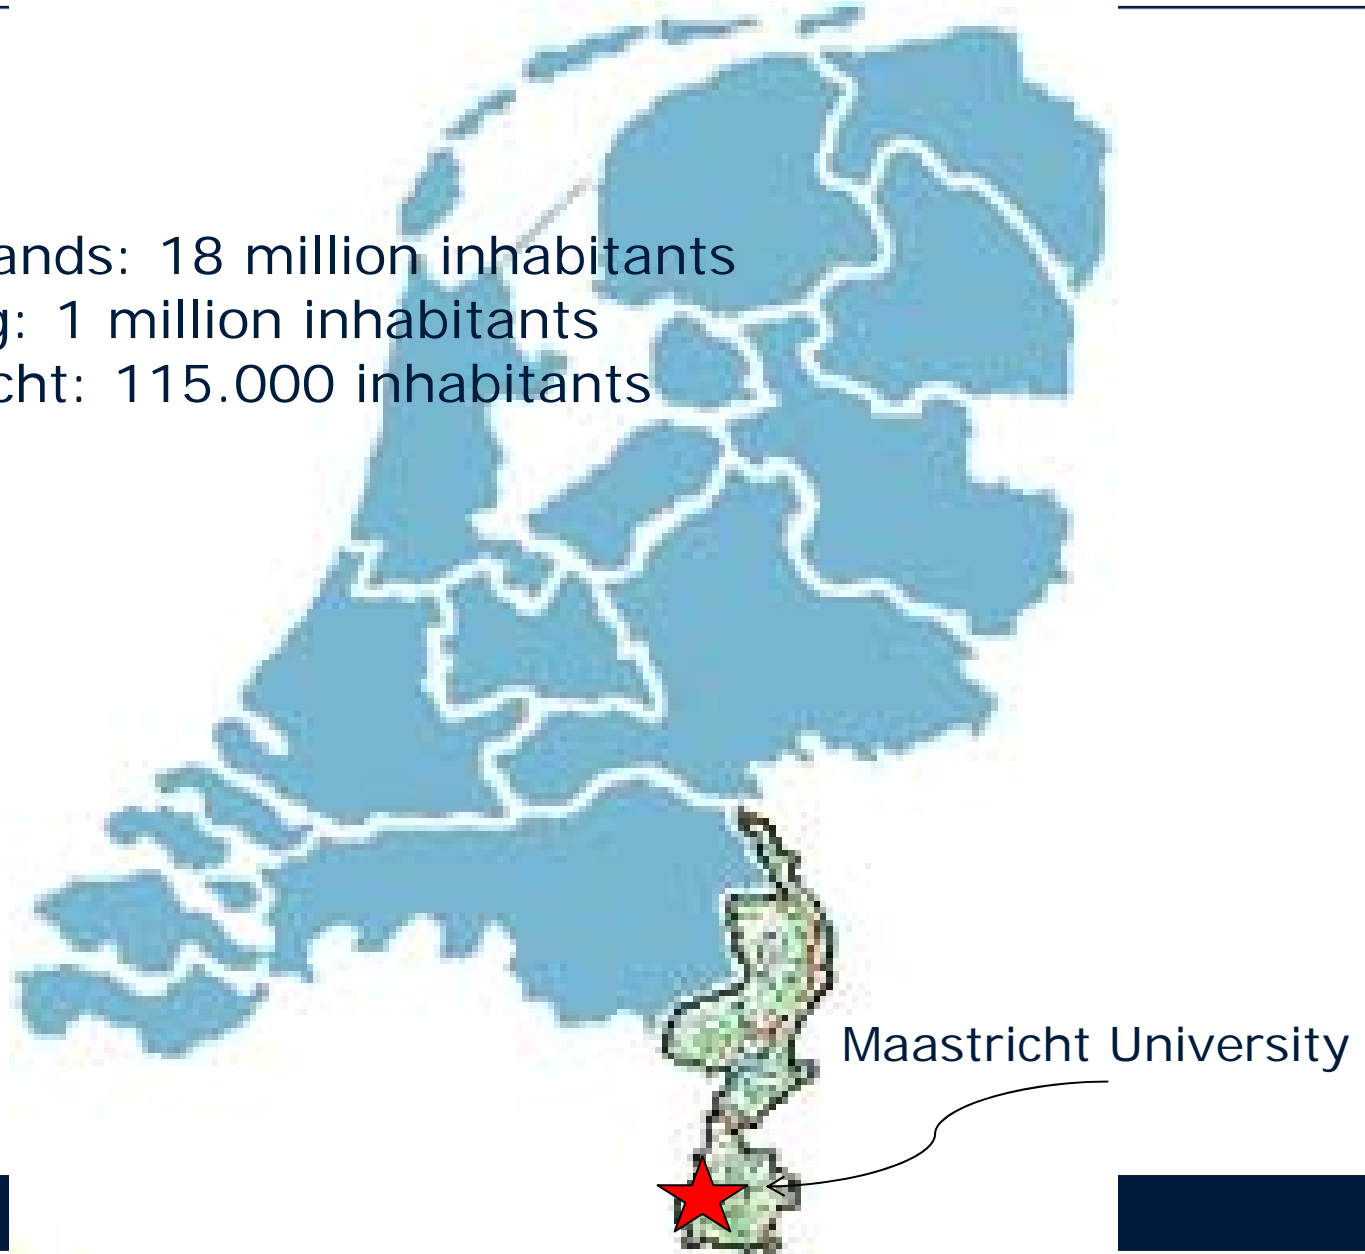 ands: 18 million inhabitants
g: 1 million inhabitants
cht: 115.000 inhabitants
Maastricht University